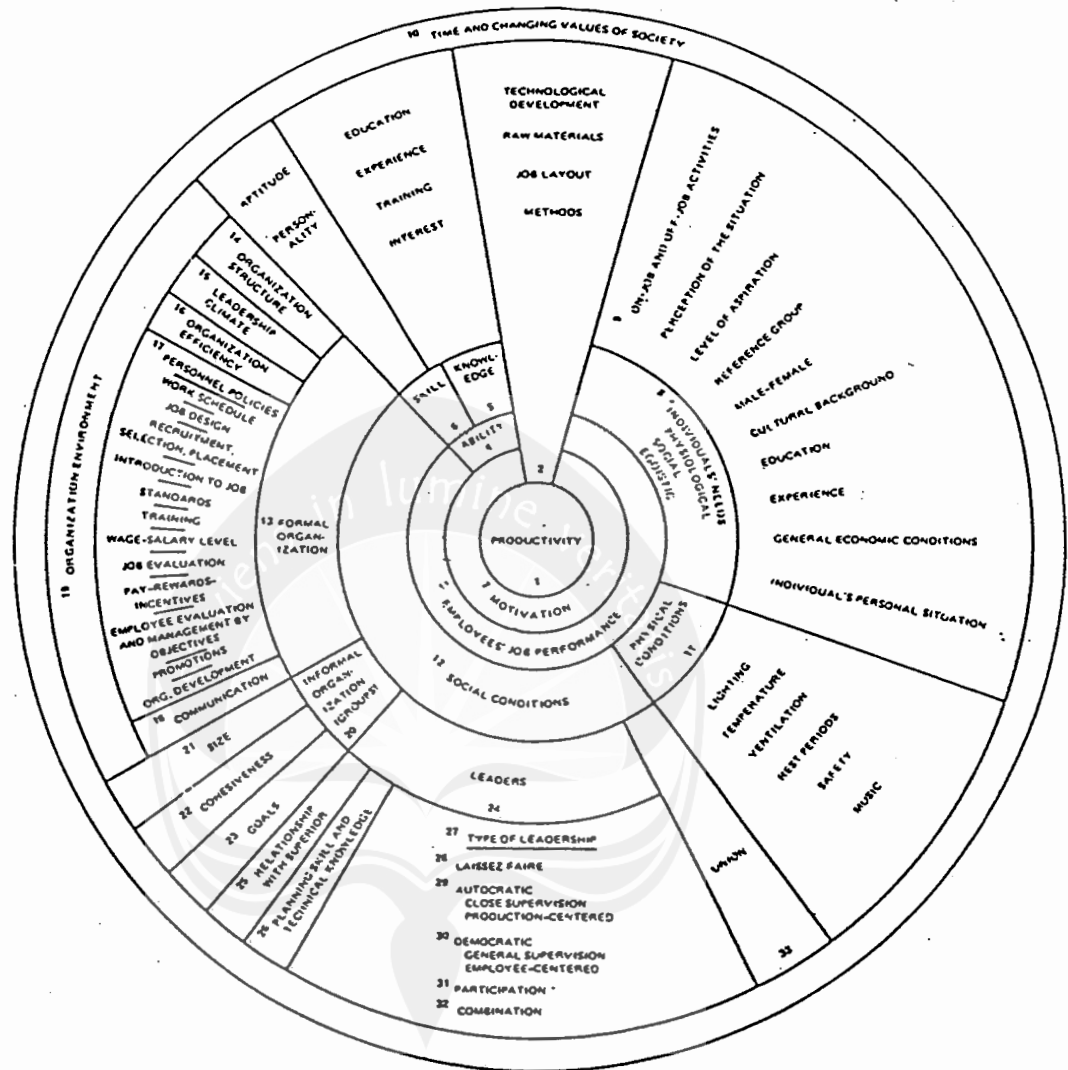 10 TIME AND CHANGING VALUES OF SOCIETY
TECHNOLOGICAL
DEVELOPMENT
RAW MATERIALS
JOB LAYOUT
METHODS
2
EDUCATION
EXPERIENCE
TRAINING
INTEREST
APTITUDE
PERSON-
ALITY
SKILL
6
KNOWL-
EDGE
5
ABILITY
4
9 ON-JOB AND OFF-JOB ACTIVITIES
PERCEPTION OF THE SITUATION
LEVEL OF ASPIRATION
REFERENCE GROUP
MALE-FEMALE
CULTURAL BACKGROUND
EDUCATION
EXPERIENCE
GENERAL ECONOMIC CONDITIONS
INDIVIDUAL'S PERSONAL SITUATION
8 INDIVIDUALS' NEEDS
PHYSIOLOGICAL
SOCIAL
EGOISTIC
PRODUCTIVITY
MOTIVATION
EMPLOYEES' JOB PERFORMANCE
12 SOCIAL CONDITIONS
PHYSICAL
CONDITIONS
LIGHTING
TEMPERATURE
VENTILATION
REST PERIODS
SAFETY
MUSIC
19 ORGANIZATION ENVIRONMENT
14
ORGANIZATION
STRUCTURE
15
LEADERSHIP
CLIMATE
16
ORGANIZATION
EFFICIENCY
17
PERSONNEL POLICIES
WORK SCHEDULE
JOB DESIGN
RECRUITMENT,
SELECTION, PLACEMENT
INTRODUCTION TO JOB
STANDARDS
TRAINING
WAGE-SALARY LEVEL
JOB EVALUATION
PAY-REWARDS-
INCENTIVES
EMPLOYEE EVALUATION
AND MANAGEMENT BY
OBJECTIVES
PROMOTIONS
ORG. DEVELOPMENT
18 COMMUNICATION
13 FORMAL
ORGAN-
IZATION
INFORMAL
ORGAN-
IZATION
(GROUPS)
20
21 SIZE
22 COHESIVENESS
23 GOALS
25 RELATIONSHIP
WITH SUPERIOR
26 PLANNING SKILL AND
TECHNICAL KNOWLEDGE
LEADERS
24
27 TYPE OF LEADERSHIP
28 LAISSEZ FAIRE
29 AUTOCRATIC
CLOSE SUPERVISION
PRODUCTION-CENTERED
30 DEMOCRATIC
GENERAL SUPERVISION
EMPLOYEE-CENTERED
31 PARTICIPATION
32 COMBINATION
UNION
33
in lumine veritatis